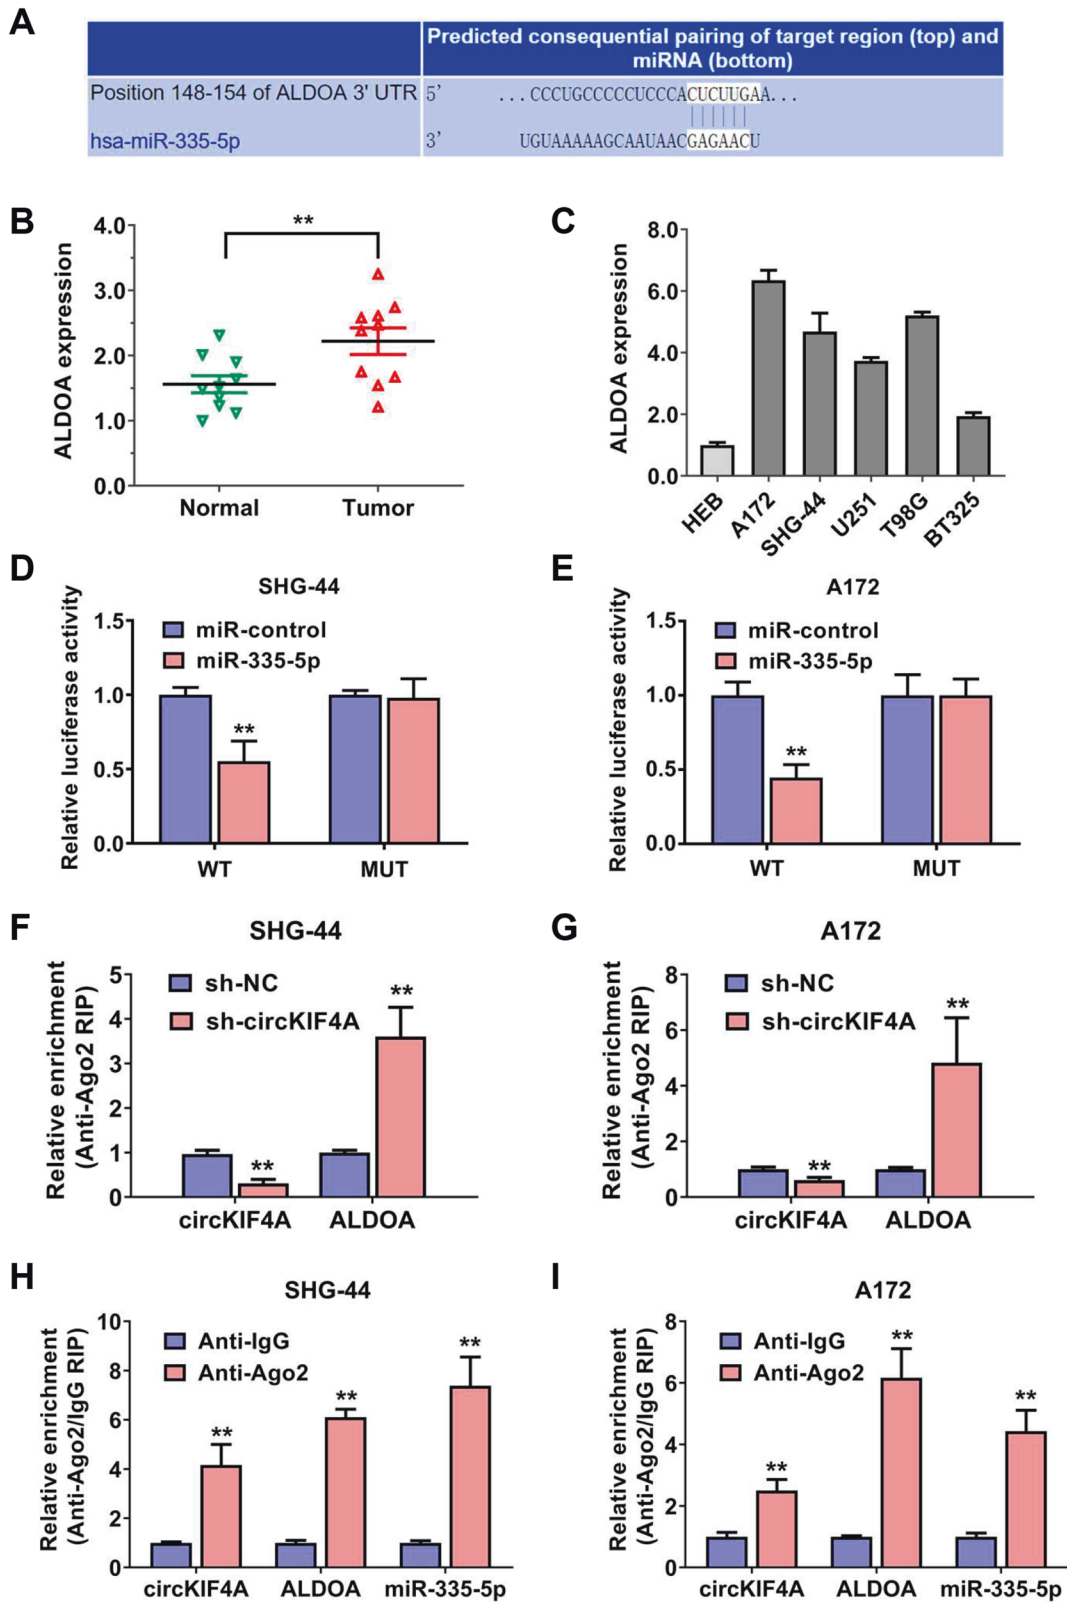 A
Predicted consequential pairing of target region (top) and
miRNA (bottom)
Position 148-154 of ALDOA 3' UTR 5' ...CCCUGCCCCCUCCCACUCUUGAA...
hsa-miR-335-5p 3' UGUAAAAAGCAAUAACGAGAACU
B
ALDOA expression
4.0
3.0
2.0
1.0
0.0
**
Normal Tumor
C
ALDOA expression
8.0
6.0
4.0
2.0
0.0
HEB A172 SHG-44 U251 T98G BT325
D
SHG-44
Relative luciferase activity
1.5
1.0
0.5
0.0
miR-control
miR-335-5p
**
WT MUT
E
A172
Relative luciferase activity
1.5
1.0
0.5
0.0
miR-control
miR-335-5p
**
WT MUT
F
SHG-44
Relative enrichment
(Anti-Ago2 RIP)
5
4
3
2
1
0
sh-NC
sh-circKIF4A
**
**
circKIF4A ALDOA
G
A172
Relative enrichment
(Anti-Ago2 RIP)
8
6
4
2
0
sh-NC
sh-circKIF4A
**
**
circKIF4A ALDOA
H
SHG-44
Relative enrichment
(Anti-Ago2/IgG RIP)
10
8
6
4
2
0
Anti-IgG
Anti-Ago2
**
**
**
circKIF4A ALDOA miR-335-5p
I
A172
Relative enrichment
(Anti-Ago2/IgG RIP)
8
6
4
2
0
Anti-IgG
Anti-Ago2
**
**
**
circKIF4A ALDOA miR-335-5p